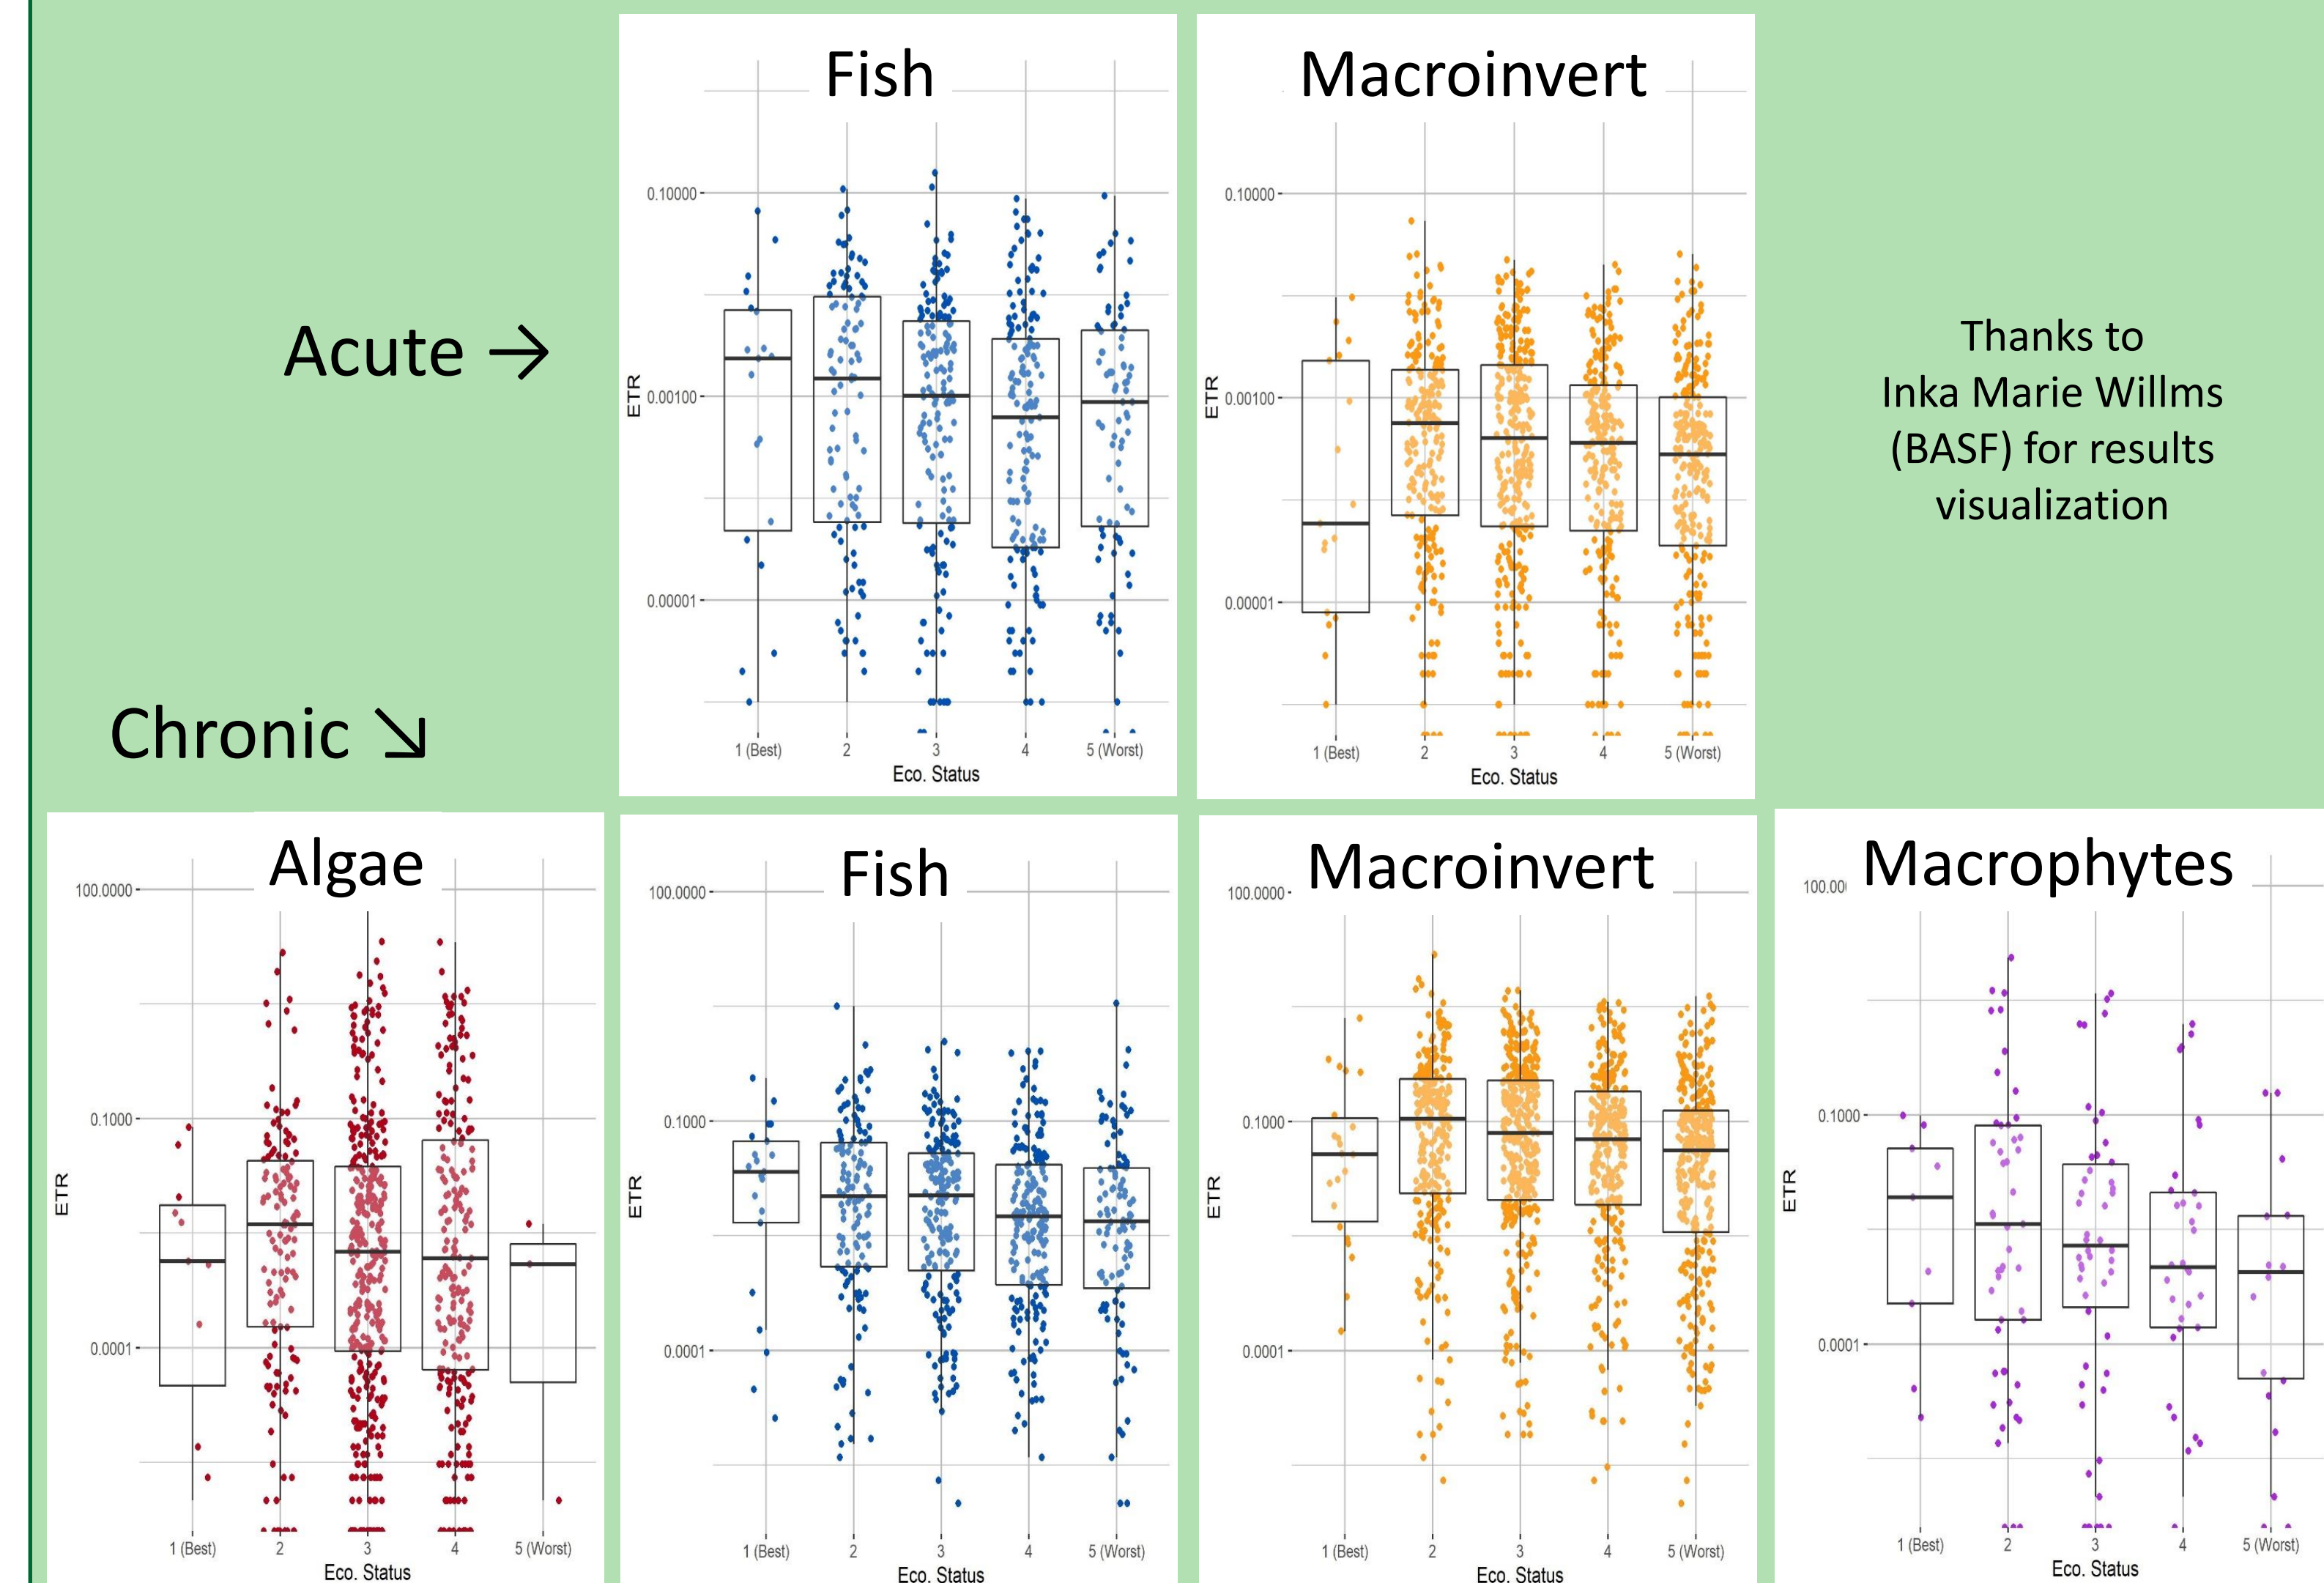 Fish
0.10000
0.00100
0.00001
ETR
1 (Best) 2 3 4 5 (Worst)
Eco. Status
Macroinvert
0.10000
0.00100
0.00001
ETR
1 (Best) 2 3 4 5 (Worst)
Eco. Status
Acute →
Thanks to
Inka Marie Willms
(BASF) for results
visualization
Chronic ↘
Algae
100.0000
0.1000
0.0001
ETR
1 (Best) 2 3 4 5 (Worst)
Eco. Status
Fish
100.0000
0.1000
0.0001
ETR
1 (Best) 2 3 4 5 (Worst)
Eco. Status
Macroinvert
100.0000
0.1000
0.0001
ETR
1 (Best) 2 3 4 5 (Worst)
Eco. Status
Macrophytes
100.00
0.1000
0.0001
ETR
1 (Best) 2 3 4 5 (Worst)
Eco. Status